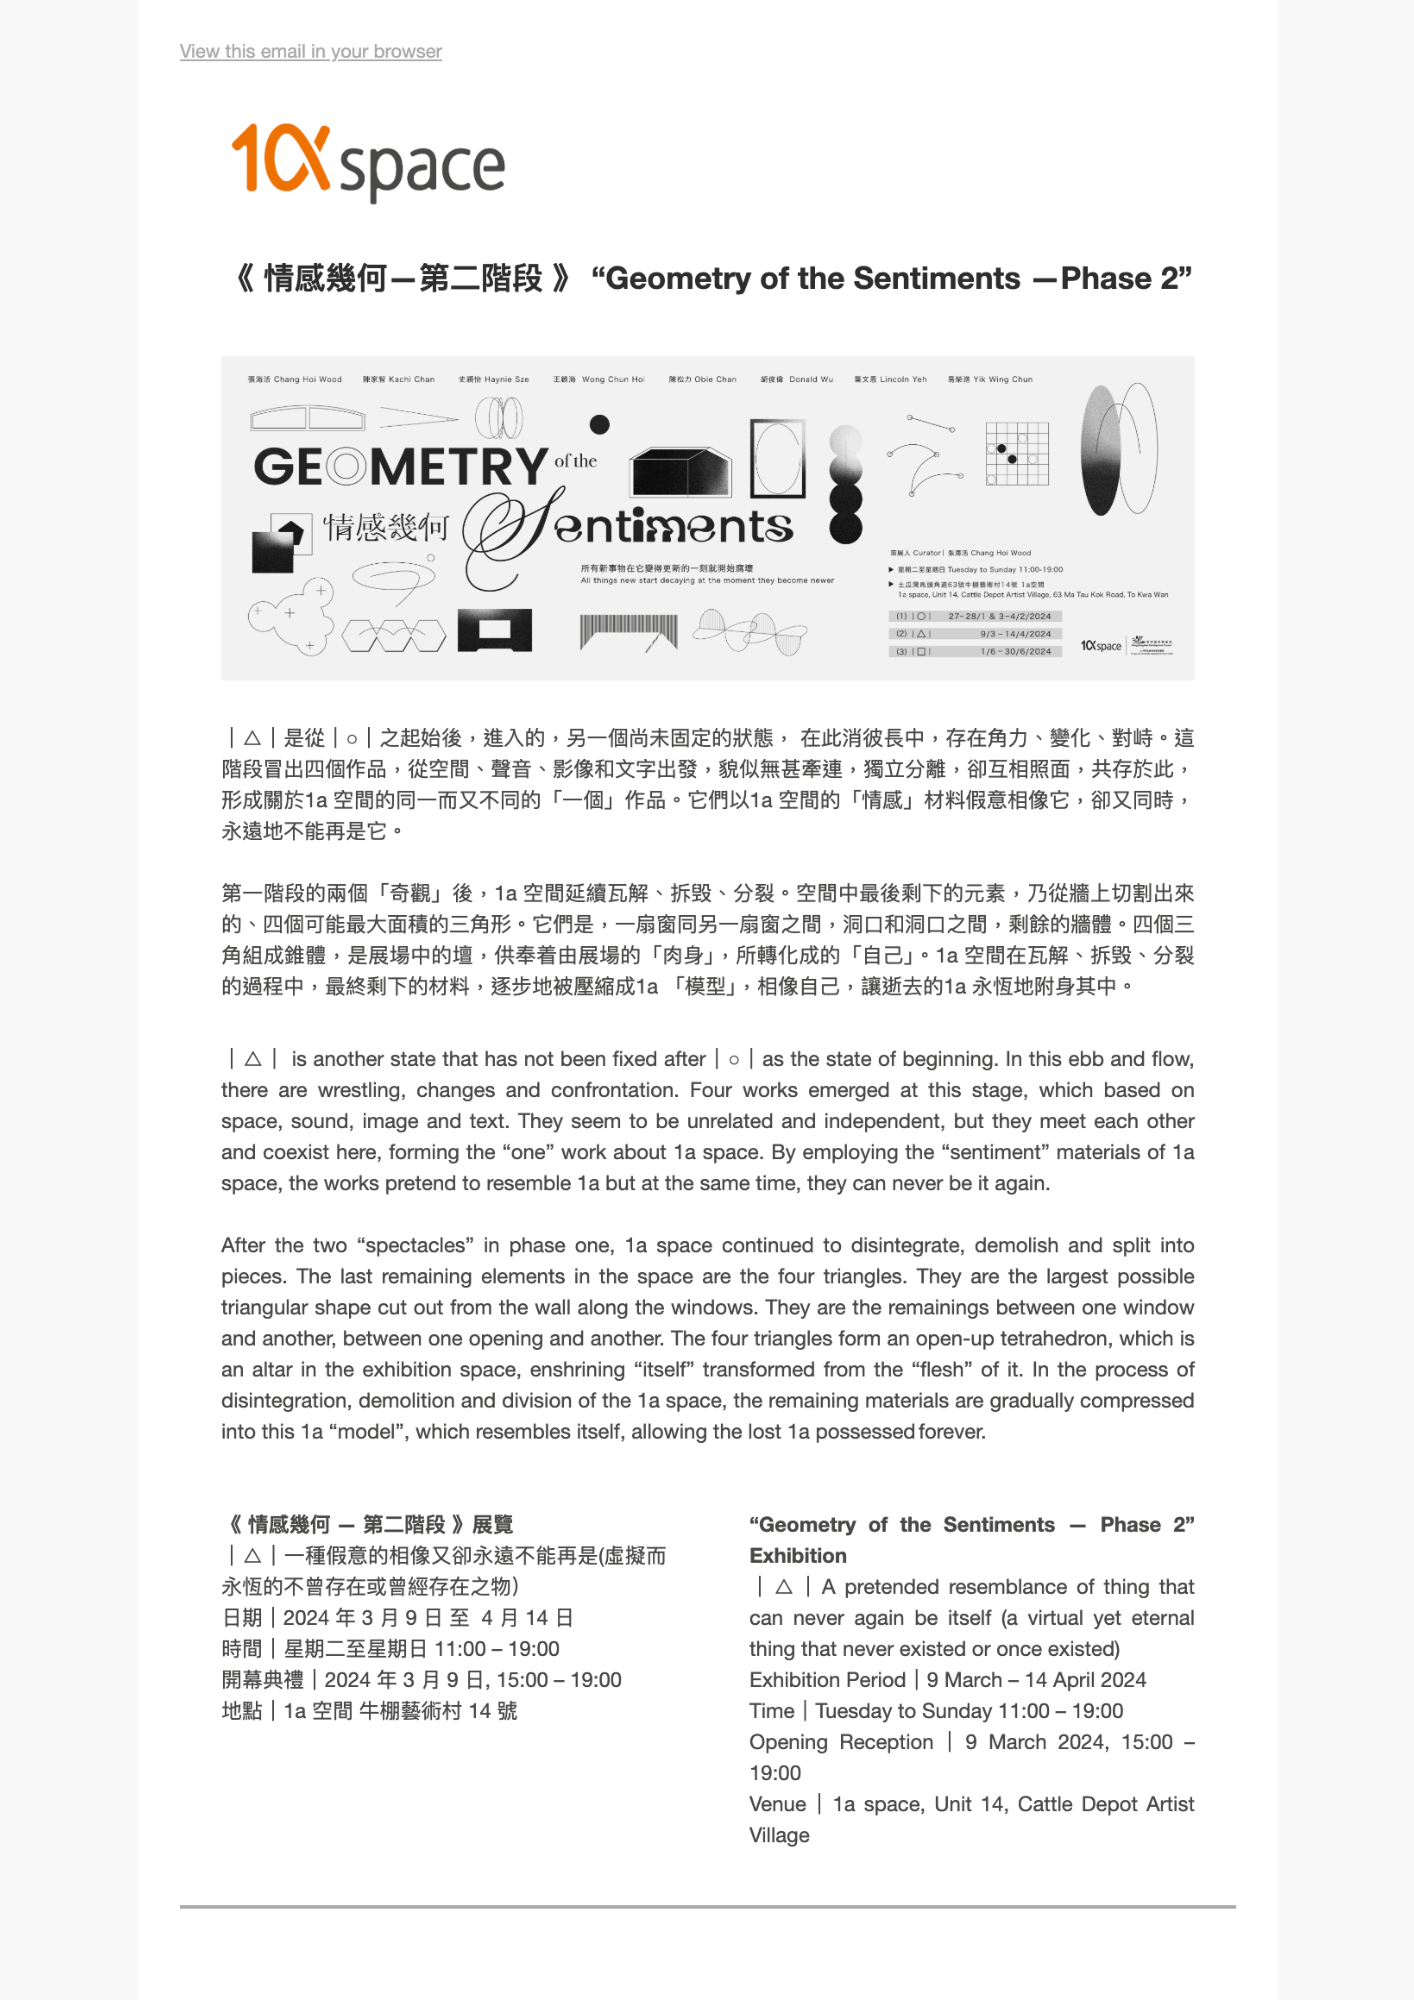 View this email in your browser
1a space
《 情感幾何—第二階段 》 “Geometry of the Sentiments —Phase 2”
張海活 Chang Hoi Wood 陳家智 Kachi Chan 史穎怡 Haynie Sze 王鎮海 Wong Chun Hoi 陳松力 Obie Chan 胡俊偉 Donald Wu 葉文恩 Lincoln Yeh 易榮進 Yik Wing Chun
GEOMETRY of the
情感幾何 Sentiments
所有新事物在它變得更新的一刻就開始腐壞
All things new start decaying at the moment they become newer
策展人 Curator | 張海活 Chang Hoi Wood
▶ 星期二至星期日 Tuesday to Sunday 11:00-19:00
▶ 土瓜灣馬頭角道63號牛棚藝術村14號 1a空間
1a space, Unit 14, Cattle Depot Artist Village, 63 Ma Tau Kok Road, To Kwa Wan
(1) | ○ | 27-28/1 & 3-4/2/2024
(2) | △ | 9/3 - 14/4/2024
(3) | □ | 1/6 - 30/6/2024
1a space
｜△｜是從｜○｜之起始後，進入的，另一個尚未固定的狀態， 在此消彼長中，存在角力、變化、對峙。這
階段冒出四個作品，從空間、聲音、影像和文字出發，貌似無甚牽連，獨立分離，卻互相照面，共存於此，
形成關於1a 空間的同一而又不同的「一個」作品。它們以1a 空間的「情感」材料假意相像它，卻又同時，
永遠地不能再是它。
第一階段的兩個「奇觀」後，1a 空間延續瓦解、拆毀、分裂。空間中最後剩下的元素，乃從牆上切割出來
的、四個可能最大面積的三角形。它們是，一扇窗同另一扇窗之間，洞口和洞口之間，剩餘的牆體。四個三
角組成錐體，是展場中的壇，供奉着由展場的「肉身」，所轉化成的「自己」。1a 空間在瓦解、拆毀、分裂
的過程中，最終剩下的材料，逐步地被壓縮成1a 「模型」，相像自己，讓逝去的1a 永恆地附身其中。
｜△｜ is another state that has not been fixed after｜○｜as the state of beginning. In this ebb and flow,
there are wrestling, changes and confrontation. Four works emerged at this stage, which based on
space, sound, image and text. They seem to be unrelated and independent, but they meet each other
and coexist here, forming the “one” work about 1a space. By employing the “sentiment” materials of 1a
space, the works pretend to resemble 1a but at the same time, they can never be it again.
After the two “spectacles” in phase one, 1a space continued to disintegrate, demolish and split into
pieces. The last remaining elements in the space are the four triangles. They are the largest possible
triangular shape cut out from the wall along the windows. They are the remainings between one window
and another, between one opening and another. The four triangles form an open-up tetrahedron, which is
an altar in the exhibition space, enshrining “itself” transformed from the “flesh” of it. In the process of
disintegration, demolition and division of the 1a space, the remaining materials are gradually compressed
into this 1a “model”, which resembles itself, allowing the lost 1a possessed forever.
《 情感幾何 — 第二階段 》展覽
｜△｜一種假意的相像又卻永遠不能再是(虛擬而
永恆的不曾存在或曾經存在之物）
日期｜2024 年 3 月 9 日 至 4 月 14 日
時間｜星期二至星期日 11:00 – 19:00
開幕典禮｜2024 年 3 月 9 日, 15:00 – 19:00
地點｜1a 空間 牛棚藝術村 14 號
“Geometry of the Sentiments — Phase 2”
Exhibition
｜△｜A pretended resemblance of thing that
can never again be itself (a virtual yet eternal
thing that never existed or once existed)
Exhibition Period｜9 March – 14 April 2024
Time｜Tuesday to Sunday 11:00 – 19:00
Opening Reception｜9 March 2024, 15:00 –
19:00
Venue｜1a space, Unit 14, Cattle Depot Artist
Village